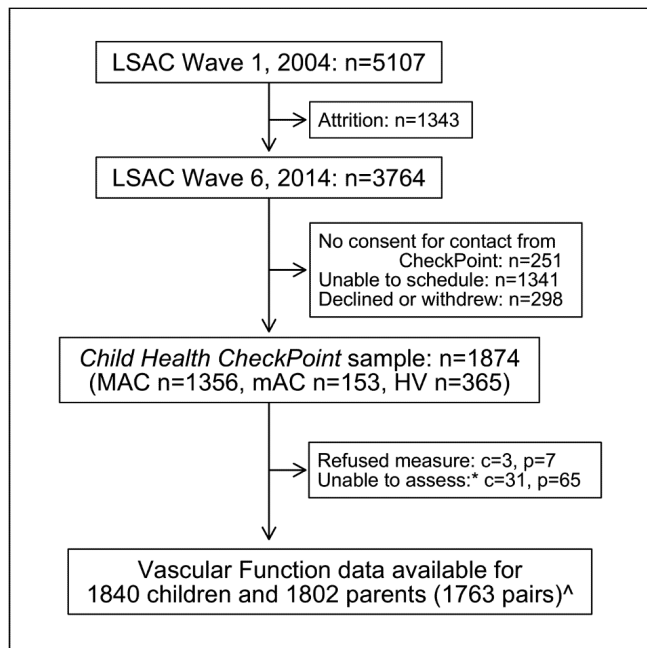 LSAC Wave 1, 2004: n=5107
Attrition: n=1343
LSAC Wave 6, 2014: n=3764
No consent for contact from
CheckPoint: n=251
Unable to schedule: n=1341
Declined or withdrew: n=298
Child Health CheckPoint sample: n=1874
(MAC n=1356, mAC n=153, HV n=365)
Refused measure: c=3, p=7
Unable to assess:* c=31, p=65
Vascular Function data available for
1840 children and 1802 parents (1763 pairs)^